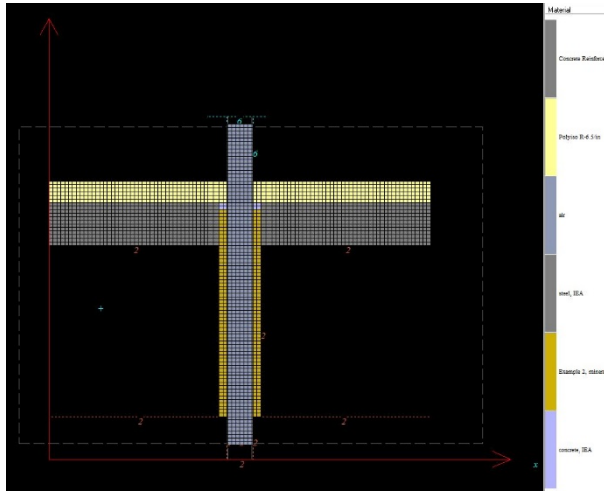 Material
Concrete Reinforce
Polyiso R-6.5/in
air
steel, IEA
Example 2, miner
concrete, IEA
6
6
2
2
2
2
2
2
2
x